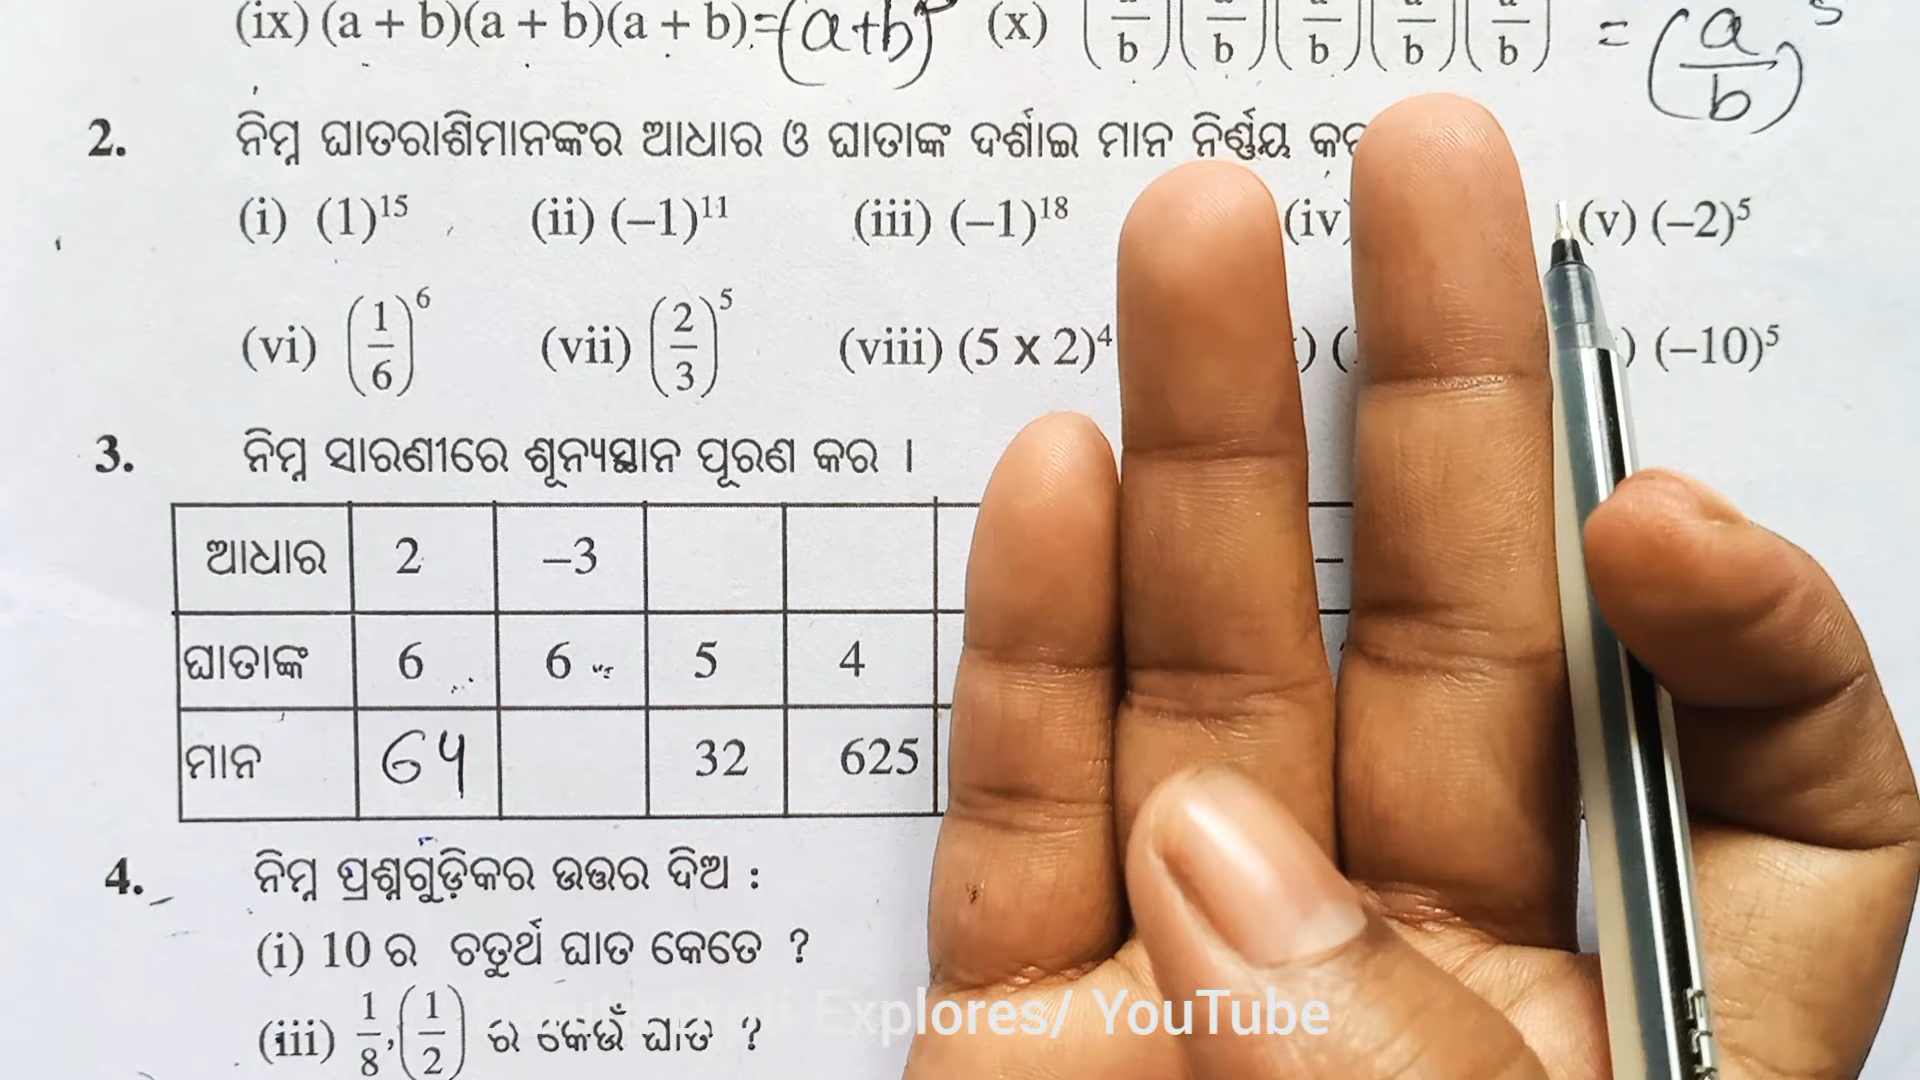 (ix) (a + b)(a + b)(a + b) = (a+b) (x) (a/b)(a/b)(a/b)(a/b)(a/b) = (a/b)⁵
2. ନିମ୍ନ ଘାତରାଶିମାନଙ୍କର ଆଧାର ଓ ଘାତାଙ୍କ ଦର୍ଶାଇ ମାନ ନିର୍ଣ୍ଣୟ
(i) (1)¹⁵ (ii) (–1)¹¹ (iii) (–1)¹⁸ (iv) (v) (–2)⁵
(vi) (1/6)⁶ (vii) (2/3)⁵ (viii) (5 x 2)⁴ (–10)⁵
3. ନିମ୍ନ ସାରଣୀରେ ଶୂନ୍ୟସ୍ଥାନ ପୂରଣ କର ।
ଆଧାର 2 –3
ଘାତାଙ୍କ 6 6 5 4
ମାନ 64 32 625
4. ନିମ୍ନ ପ୍ରଶ୍ନଗୁଡ଼ିକର ଉତ୍ତର ଦିଅ :
(i) 10 ର ଚତୁର୍ଥ ଘାତ କେତେ ?
(iii) 1/8, (1/2) ର କେଉଁ ଘାତ ?
Explores/ YouTube